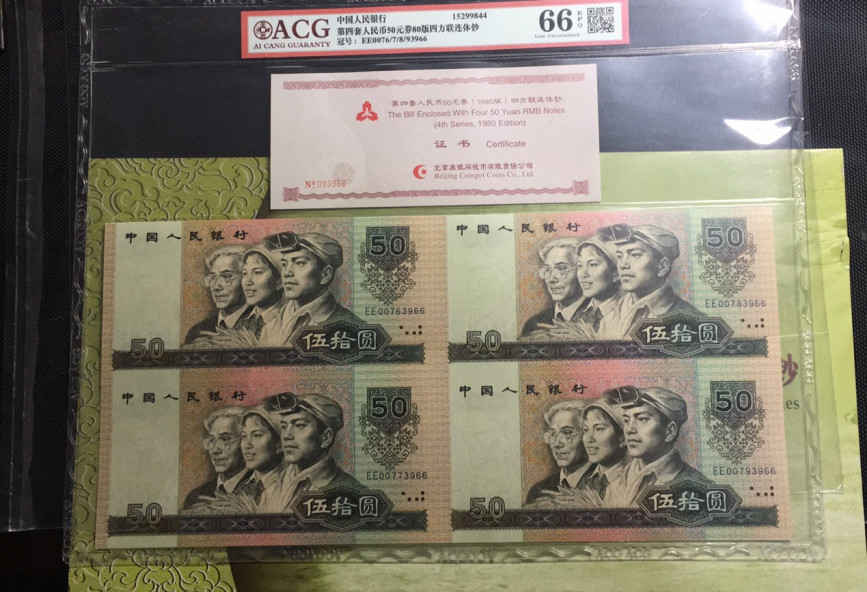 ACG
AI CANG GUARANTY
中国人民银行 15299844
第四套人民币50元券80版四方联连体钞
冠号: EE0076/7/8/93966
66 EPQ
Gem Uncirculated
第四套人民币50元券(1980版)四方联连体钞
The Bill Enclosed With Four 50 Yuan RMB Notes
(4th Series, 1980 Edition)
证书 Certificate
北京康银阁钱币有限责任公司
Beijing Coingot Coins Co., Ltd.
№093966
中国人民银行
50
EE00763966
50
伍拾圆
中国人民银行
50
EE00783966
50
伍拾圆
中国人民银行
50
EE00773966
50
伍拾圆
中国人民银行
50
EE00793966
50
伍拾圆
钞
ACG ACG